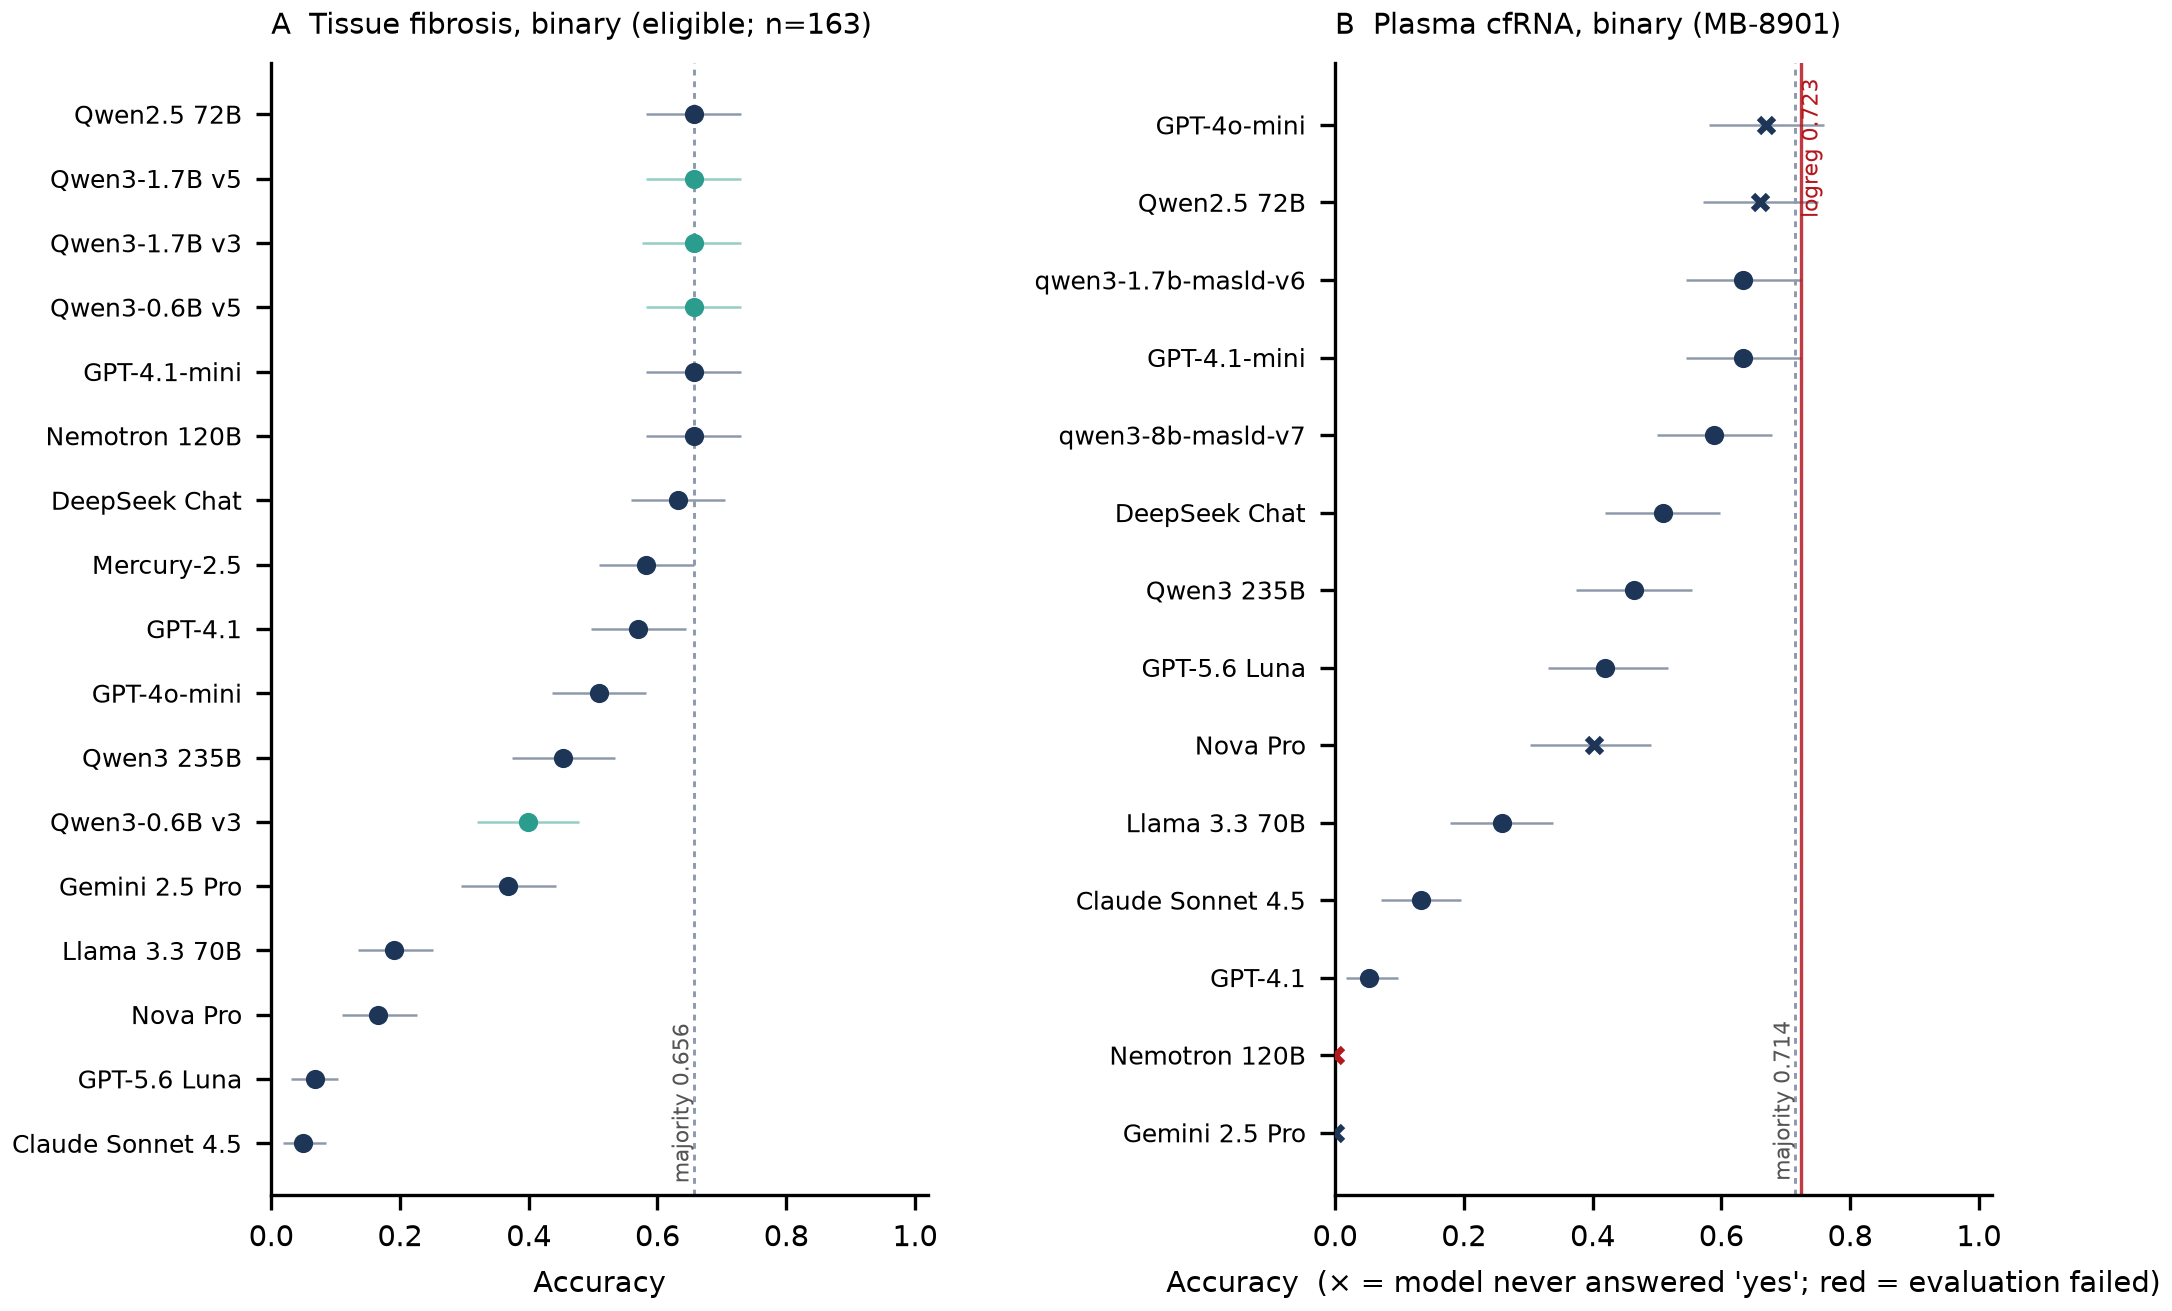 A  Tissue fibrosis, binary (eligible; n=163)
Qwen2.5 72B
Qwen3-1.7B v5
Qwen3-1.7B v3
Qwen3-0.6B v5
GPT-4.1-mini
Nemotron 120B
DeepSeek Chat
Mercury-2.5
GPT-4.1
GPT-4o-mini
Qwen3 235B
Qwen3-0.6B v3
Gemini 2.5 Pro
Llama 3.3 70B
Nova Pro
GPT-5.6 Luna
Claude Sonnet 4.5
majority 0.656
0.0 0.2 0.4 0.6 0.8 1.0
Accuracy
B  Plasma cfRNA, binary (MB-8901)
GPT-4o-mini
Qwen2.5 72B
qwen3-1.7b-masld-v6
GPT-4.1-mini
qwen3-8b-masld-v7
DeepSeek Chat
Qwen3 235B
GPT-5.6 Luna
Nova Pro
Llama 3.3 70B
Claude Sonnet 4.5
GPT-4.1
Nemotron 120B
Gemini 2.5 Pro
logreg 0.723
majority 0.714
0.0 0.2 0.4 0.6 0.8 1.0
Accuracy  (× = model never answered 'yes'; red = evaluation failed)